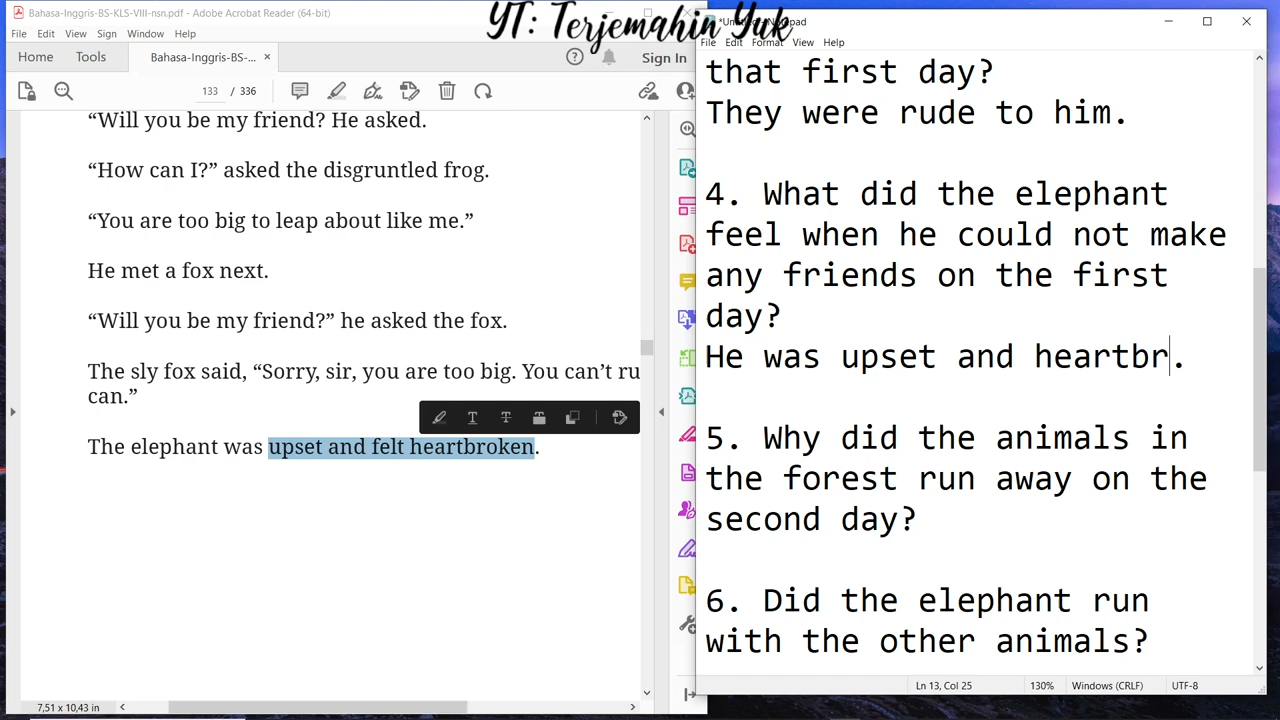 YT: Terjemahin Yuk
Bahasa-Inggris-BS-KLS-VIII-nsn.pdf - Adobe Acrobat Reader (64-bit)
File Edit View Sign Window Help
Home Tools Bahasa-Inggris-BS-... × Sign In
133 / 336
“Will you be my friend? He asked.
“How can I?” asked the disgruntled frog.
“You are too big to leap about like me.”
He met a fox next.
“Will you be my friend?” he asked the fox.
The sly fox said, “Sorry, sir, you are too big. You can’t ru
can.”
The elephant was upset and felt heartbroken.
7,51 x 10,43 in
File Edit Format View Help
that first day?
They were rude to him.
4. What did the elephant
feel when he could not make
any friends on the first
day?
He was upset and heartbr.
5. Why did the animals in
the forest run away on the
second day?
6. Did the elephant run
with the other animals?
Ln 13, Col 25 130% Windows (CRLF) UTF-8